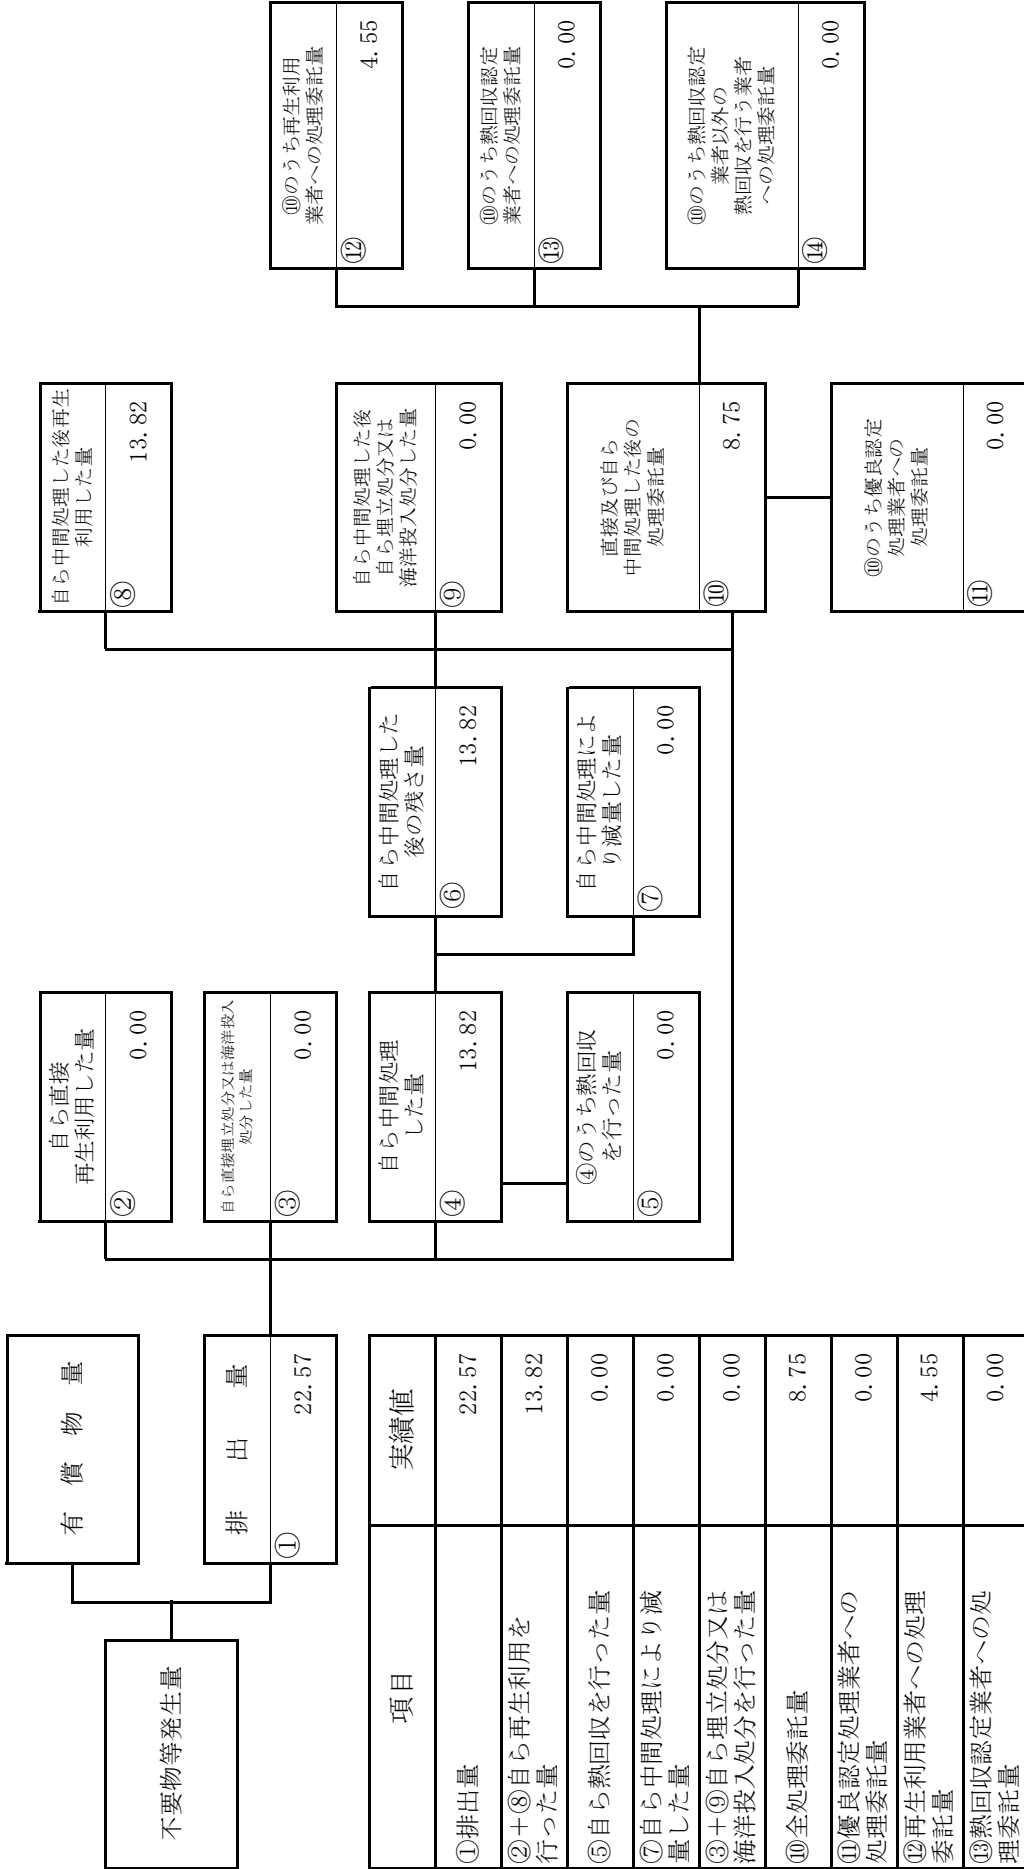 不要物等発生量
有償物量
排出量
①
22.57
自ら直接
再生利用した量
②
0.00
自ら直接埋立処分又は海洋投入
処分した量
③
0.00
自ら中間処理
した量
④
13.82
④のうち熱回収
を行った量
⑤
0.00
自ら中間処理した
後の残さ量
⑥
13.82
自ら中間処理によ
り減量した量
⑦
0.00
自ら中間処理した後再生
利用した量
⑧
13.82
自ら中間処理した後
自ら埋立処分又は
海洋投入処分した量
⑨
0.00
直接及び自ら
中間処理した後の
処理委託量
⑩
8.75
⑩のうち優良認定
処理業者への
処理委託量
⑪
0.00
⑩のうち再生利用
業者への処理委託量
⑫
4.55
⑩のうち熱回収認定
業者への処理委託量
⑬
0.00
⑩のうち熱回収認定
業者以外の
熱回収を行う業者
への処理委託量
⑭
0.00
項目
実績値
①排出量
22.57
②+⑧自ら再生利用を
行った量
13.82
⑤自ら熱回収を行った量
0.00
⑦自ら中間処理により減
量した量
0.00
③+⑨自ら埋立処分又は
海洋投入処分を行った量
0.00
⑩全処理委託量
8.75
⑪優良認定処理業者への
処理委託量
0.00
⑫再生利用業者への処理
委託量
4.55
⑬熱回収認定業者への処
理委託量
0.00